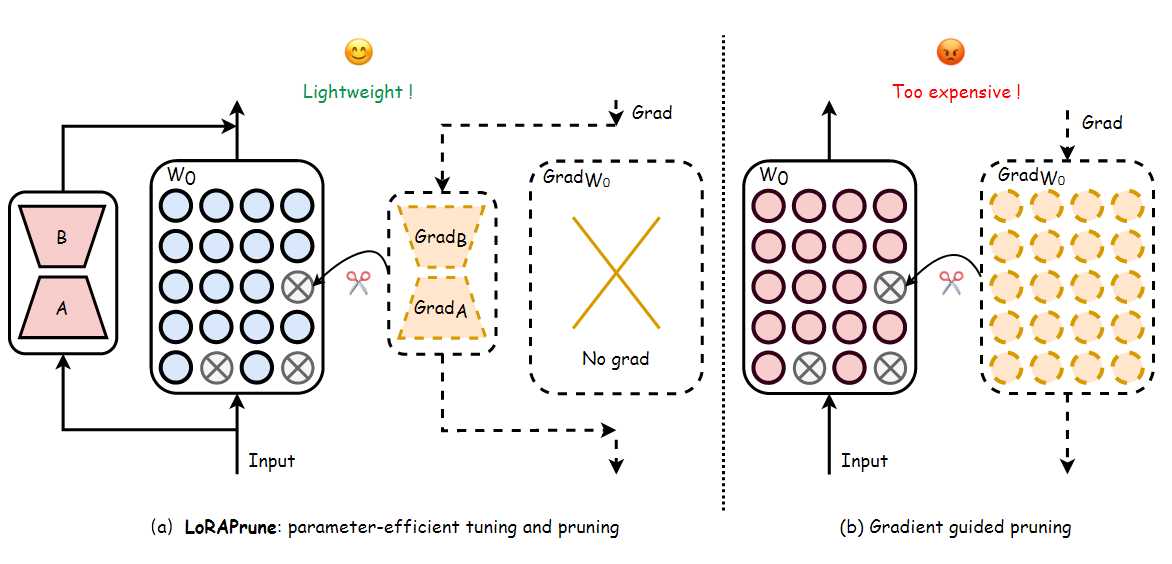 Lightweight !
Grad
W0
B
A
GradB
GradA
GradW0
No grad
Input
(a) LoRAPrune: parameter-efficient tuning and pruning
Too expensive !
Grad
W0
GradW0
Input
(b) Gradient guided pruning